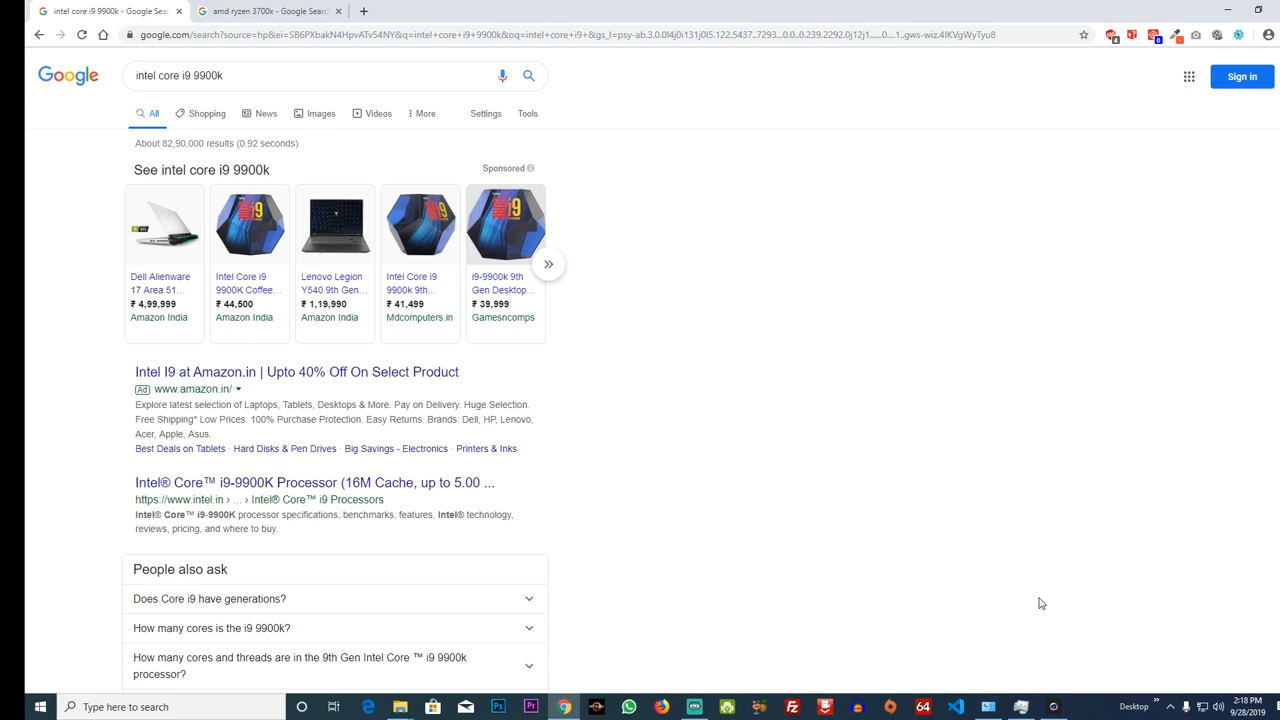 intel core i9 9900k - Google Sear
amd ryzen 3700x - Google Searc
google.com/search?source=hp&ei=SB6PXbakN4HpvATv54NY&q=intel+core+i9+9900k&oq=intel+core+i9+&gs_l=psy-ab.3.0.0l4j0i131j0l5.122.5437..7293...0.0..0.239.2292.0j12j1......0....1..gws-wiz.4IKVgWyTyu8
Google
intel core i9 9900k
Sign in
All Shopping News Images Videos More Settings Tools
About 82,90,000 results (0.92 seconds)
See intel core i9 9900k
Sponsored
Dell Alienware
17 Area 51...
₹ 4,99,999
Amazon India
Intel Core i9
9900K Coffee...
₹ 44,500
Amazon India
Lenovo Legion
Y540 9th Gen...
₹ 1,19,990
Amazon India
Intel Core i9
9900k 9th...
₹ 41,499
Mdcomputers.in
i9-9900k 9th
Gen Desktop...
₹ 39,999
Gamesncomps
Intel I9 at Amazon.in | Upto 40% Off On Select Product
Ad www.amazon.in/
Explore latest selection of Laptops, Tablets, Desktops & More. Pay on Delivery. Huge Selection.
Free Shipping* Low Prices. 100% Purchase Protection. Easy Returns. Brands: Dell, HP, Lenovo,
Acer, Apple, Asus.
Best Deals on Tablets · Hard Disks & Pen Drives · Big Savings - Electronics · Printers & Inks
Intel® Core™ i9-9900K Processor (16M Cache, up to 5.00 ...
https://www.intel.in › ... › Intel® Core™ i9 Processors
Intel® Core™ i9-9900K processor specifications, benchmarks, features, Intel® technology,
reviews, pricing, and where to buy.
People also ask
Does Core i9 have generations?
How many cores is the i9 9900k?
How many cores and threads are in the 9th Gen Intel Core ™ i9 9900k
processor?
Type here to search
Ps
Pr
64
Desktop
2:18 PM
9/28/2019